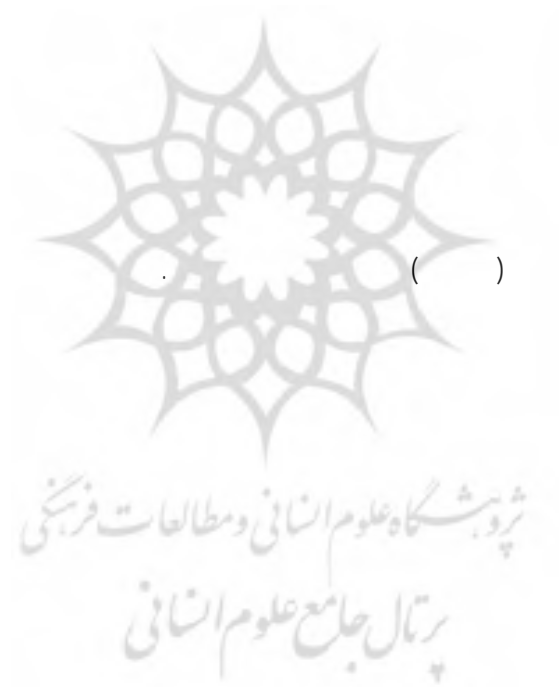 ( ) .
پژوهشگاه علوم انسانی و مطالعات فرهنگی
پرتال جامع علوم انسانی